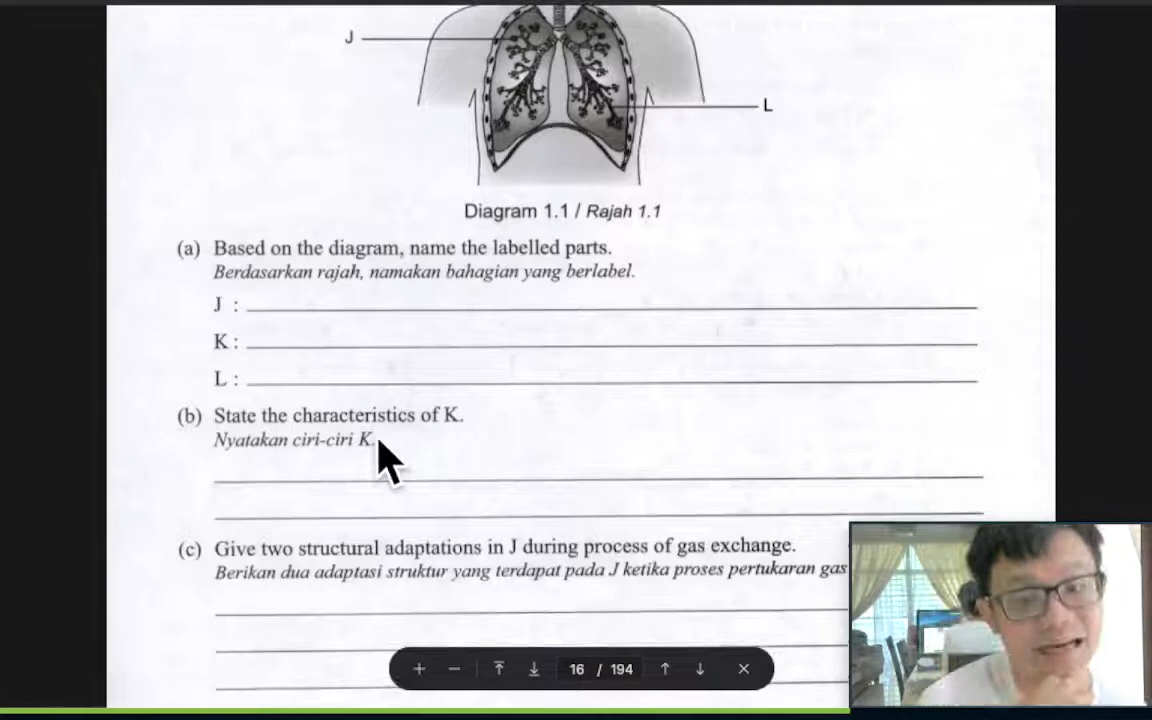 J
L
Diagram 1.1 / Rajah 1.1
(a) Based on the diagram, name the labelled parts.
Berdasarkan rajah, namakan bahagian yang berlabel.
J :
K :
L :
(b) State the characteristics of K.
Nyatakan ciri-ciri K.
(c) Give two structural adaptations in J during process of gas exchange.
Berikan dua adaptasi struktur yang terdapat pada J ketika proses pertukaran gas
16 / 194